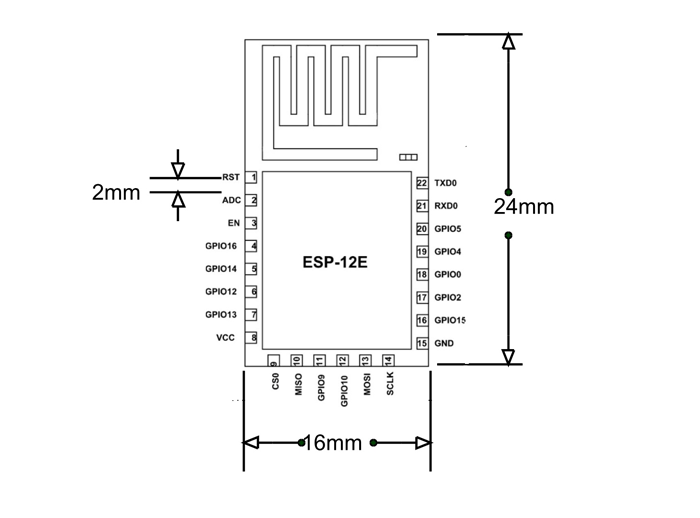 RST 1
2mm
ADC 2
EN 3
GPIO16 4
GPIO14 5
GPIO12 6
GPIO13 7
VCC 8
ESP-12E
22 TXD0
21 RXD0
20 GPIO5
19 GPIO4
18 GPIO0
17 GPIO2
16 GPIO15
15 GND
24mm
9 10 11 12 13 14
CS0
MISO
GPIO9
GPIO10
MOSI
SCLK
16mm